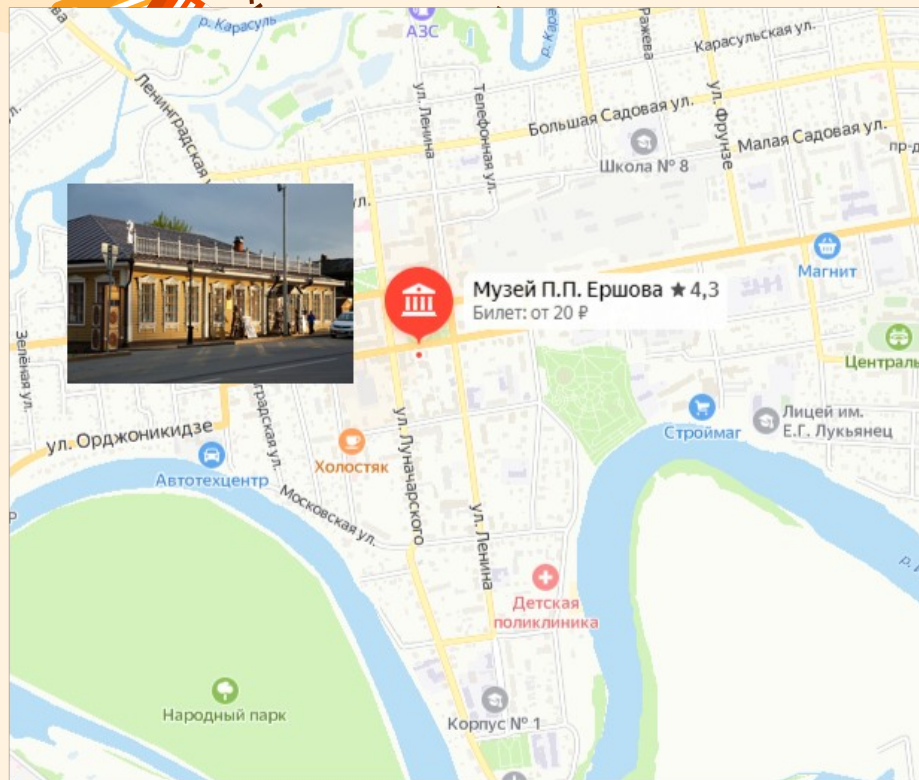 р. Карасуль
АЗС
Карасульская ул.
Ленинградская
ул. Ленина
Телефонная ул.
Большая Садовая ул.
ул. Фрунзе
Малая Садовая ул.
пр-д
Школа № 8
ул.
Музей П.П. Ершова ★ 4,3
Билет: от 20 ₽
Магнит
Зелёная ул.
Централь
ул. Орджоникидзе
Автотехцентр
Холостяк
ул. Луначарского
Строймаг
Лицей им.
Е.Г. Лукьянец
Московская ул.
ул. Ленина
Детская
поликлиника
Народный парк
Корпус № 1